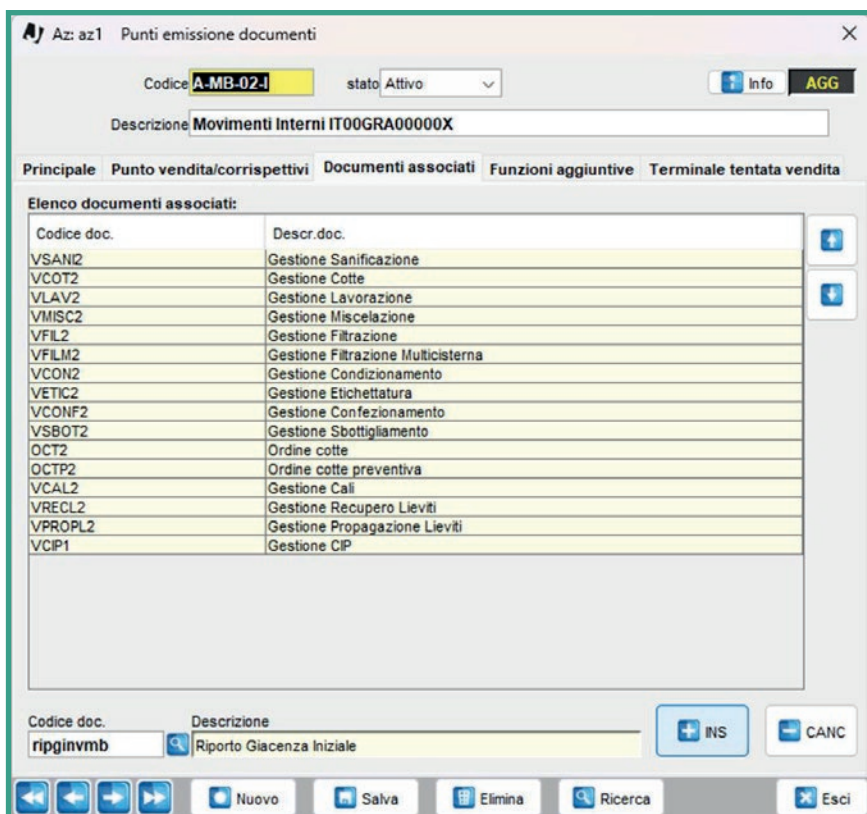 Az: az1 Punti emissione documenti
Codice A-MB-02-I stato Attivo Info AGG
Descrizione Movimenti Interni IT00GRA00000X
Principale Punto vendita/corrispettivi Documenti associati Funzioni aggiuntive Terminale tentata vendita
Elenco documenti associati:
Codice doc. Descr.doc.
VSANI2 Gestione Sanificazione
VCOT2 Gestione Cotte
VLAV2 Gestione Lavorazione
VMISC2 Gestione Miscelazione
VFIL2 Gestione Filtrazione
VFILM2 Gestione Filtrazione Multicisterna
VCON2 Gestione Condizionamento
VETIC2 Gestione Etichettatura
VCONF2 Gestione Confezionamento
VSBOT2 Gestione Sbottigliamento
OCT2 Ordine cotte
OCTP2 Ordine cotte preventiva
VCAL2 Gestione Cali
VRECL2 Gestione Recupero Lieviti
VPROPL2 Gestione Propagazione Lieviti
VCIP1 Gestione CIP
Codice doc. Descrizione
ripginvmb Riporto Giacenza Iniziale INS CANC
Nuovo Salva Elimina Ricerca Esci